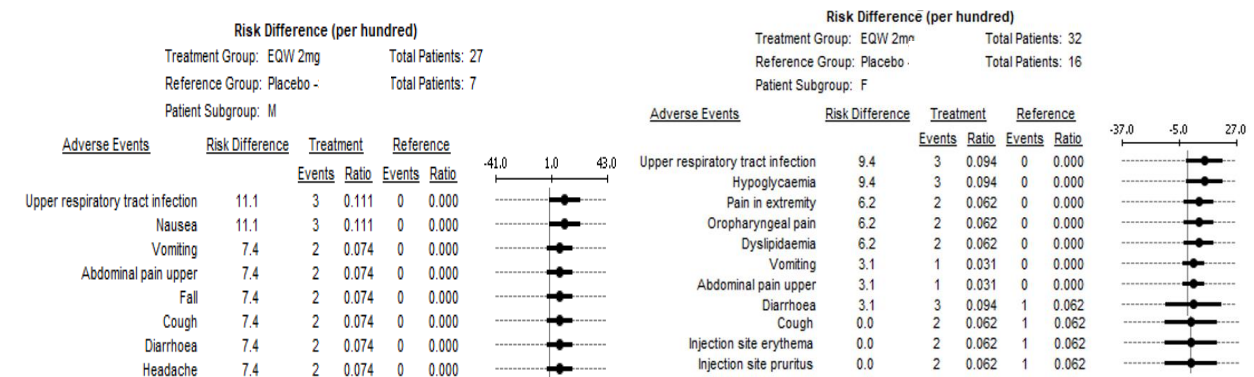 Risk Difference (per hundred)
Treatment Group: EQW 2mg Total Patients: 27
Reference Group: Placebo - Total Patients: 7
Patient Subgroup: M
Adverse Events Risk Difference Treatment Reference
Events Ratio Events Ratio
-41.0 1.0 43.0
Upper respiratory tract infection 11.1 3 0.111 0 0.000
Nausea 11.1 3 0.111 0 0.000
Vomiting 7.4 2 0.074 0 0.000
Abdominal pain upper 7.4 2 0.074 0 0.000
Fall 7.4 2 0.074 0 0.000
Cough 7.4 2 0.074 0 0.000
Diarrhoea 7.4 2 0.074 0 0.000
Headache 7.4 2 0.074 0 0.000
Risk Difference (per hundred)
Treatment Group: EQW 2mg Total Patients: 32
Reference Group: Placebo - Total Patients: 16
Patient Subgroup: F
Adverse Events Risk Difference Treatment Reference
Events Ratio Events Ratio
-37.0 -5.0 27.0
Upper respiratory tract infection 9.4 3 0.094 0 0.000
Hypoglycaemia 9.4 3 0.094 0 0.000
Pain in extremity 6.2 2 0.062 0 0.000
Oropharyngeal pain 6.2 2 0.062 0 0.000
Dyslipidaemia 6.2 2 0.062 0 0.000
Vomiting 3.1 1 0.031 0 0.000
Abdominal pain upper 3.1 1 0.031 0 0.000
Diarrhoea 3.1 3 0.094 1 0.062
Cough 0.0 2 0.062 1 0.062
Injection site erythema 0.0 2 0.062 1 0.062
Injection site pruritus 0.0 2 0.062 1 0.062